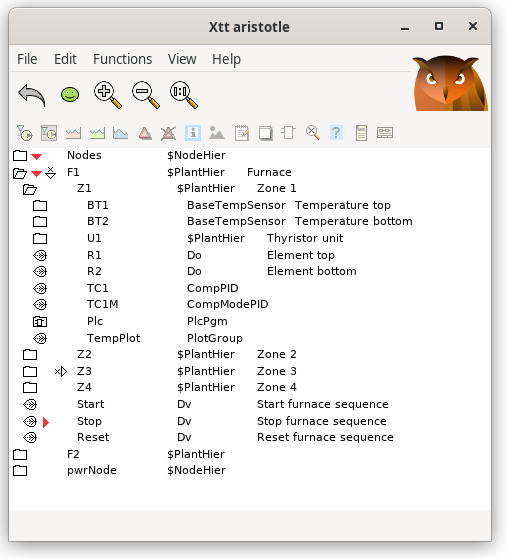 Xtt aristotle
File Edit Functions View Help
Nodes $NodeHier
F1 $PlantHier Furnace
Z1 $PlantHier Zone 1
BT1 BaseTempSensor Temperature top
BT2 BaseTempSensor Temperature bottom
U1 $PlantHier Thyristor unit
R1 Do Element top
R2 Do Element bottom
TC1 CompPID
TC1M CompModePID
Plc PlcPgm
TempPlot PlotGroup
Z2 $PlantHier Zone 2
Z3 $PlantHier Zone 3
Z4 $PlantHier Zone 4
Start Dv Start furnace sequence
Stop Dv Stop furnace sequence
Reset Dv Reset furnace sequence
F2 $PlantHier
pwrNode $NodeHier